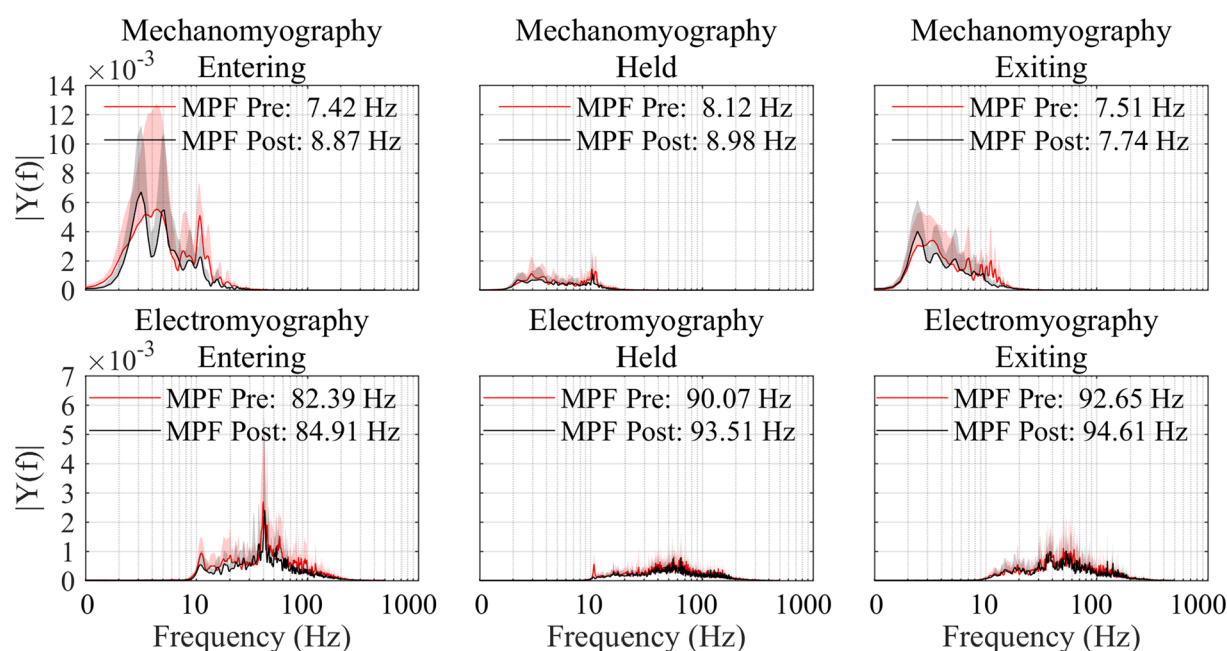 Mechanomyography
Entering
×10⁻³
14
12
10
8
6
4
2
0
|Y(f)|
MPF Pre: 7.42 Hz
MPF Post: 8.87 Hz
Mechanomyography
Held
MPF Pre: 8.12 Hz
MPF Post: 8.98 Hz
Mechanomyography
Exiting
MPF Pre: 7.51 Hz
MPF Post: 7.74 Hz
Electromyography
Entering
×10⁻³
7
6
5
4
3
2
1
0
|Y(f)|
MPF Pre: 82.39 Hz
MPF Post: 84.91 Hz
0 10 100 1000
Frequency (Hz)
Electromyography
Held
MPF Pre: 90.07 Hz
MPF Post: 93.51 Hz
0 10 100 1000
Frequency (Hz)
Electromyography
Exiting
MPF Pre: 92.65 Hz
MPF Post: 94.61 Hz
0 10 100 1000
Frequency (Hz)